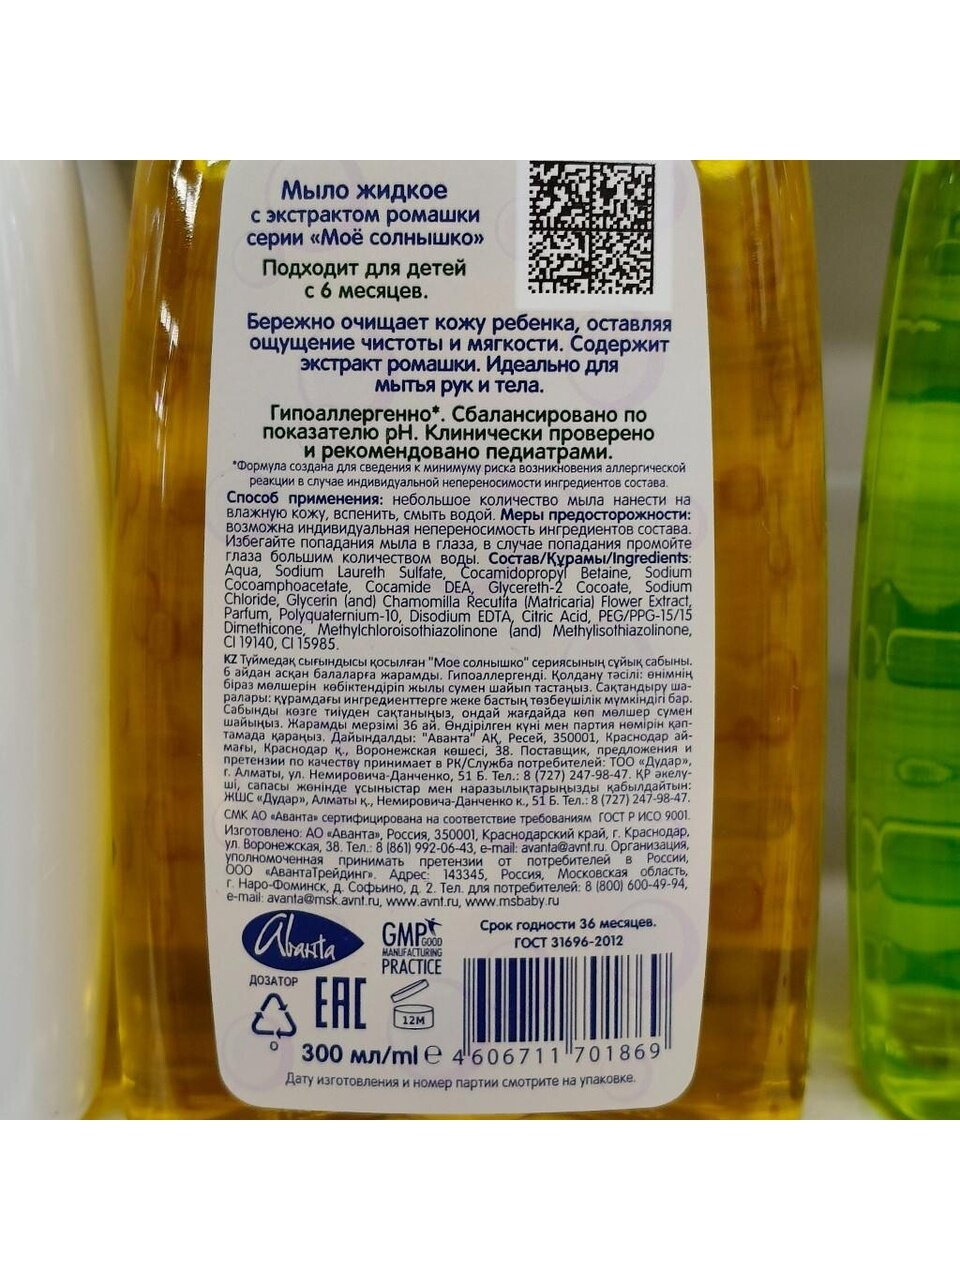 Мыло жидкое
с экстрактом ромашки
серии «Моё солнышко»
Подходит для детей
с 6 месяцев.
Бережно очищает кожу ребенка, оставляя
ощущение чистоты и мягкости. Содержит
экстракт ромашки. Идеально для
мытья рук и тела.
Гипоаллергенно*. Сбалансировано по
показателю pH. Клинически проверено
и рекомендовано педиатрами.
*Формула создана для сведения к минимуму риска возникновения аллергической
реакции в случае индивидуальной непереносимости ингредиентов состава.
Способ применения: небольшое количество мыла нанести на
влажную кожу, вспенить, смыть водой. Меры предосторожности:
возможна индивидуальная непереносимость ингредиентов состава.
Избегайте попадания мыла в глаза, в случае попадания промойте
глаза большим количеством воды. Состав/Құрамы/Ingredients:
Aqua, Sodium Laureth Sulfate, Cocamidopropyl Betaine, Sodium
Cocoamphoacetate, Cocamide DEA, Glycereth-2 Cocoate, Sodium
Chloride, Glycerin (and) Chamomilla Recutita (Matricaria) Flower Extract,
Parfum, Polyquaternium-10, Disodium EDTA, Citric Acid, PEG/PPG-15/15
Dimethicone, Methylchloroisothiazolinone (and) Methylisothiazolinone,
CI 19140, CI 15985.
KZ Түймедақ сығындысы қосылған "Мое солнышко" сериясының сұйық сабыны.
6 айдан асқан балаларға жарамды. Гипоаллергенді. Қолдану тәсілі: өнімнің
біраз мөлшерін көбіктендіріп жылы сумен шайып тастаңыз. Сақтандыру ша-
ралары: құрамдағы ингредиенттерге жеке бастың төзбеушілік мүмкіндігі бар.
Сабынды көзге тиюден сақтаныңыз, ондай жағдайда көп мөлшер сумен
шайыңыз. Жарамды мерзімі 36 ай. Өндірілген күні мен партия нөмірін қап-
тамада қараңыз. Дайындалды: "Аванта" АҚ, Ресей, 350001, Краснодар ай-
мағы, Краснодар қ., Воронежская көшесі, 38. Поставщик, предложения и
претензии по качеству принимает в РК/Служба потребителей: ТОО «Дудар»,
г. Алматы, ул. Немировича-Данченко, 51 Б. Тел.: 8 (727) 247-98-47. ҚР әкелу-
ші, сапасы жөнінде ұсыныстар мен наразылықтарыңызды қабылдайтын:
ЖШС «Дудар», Алматы қ., Немировича-Данченко к., 51 Б. Тел.: 8 (727) 247-98-47.
СМК АО «Аванта» сертифицирована на соответствие требованиям ГОСТ Р ИСО 9001.
Изготовлено: АО «Аванта», Россия, 350001, Краснодарский край, г. Краснодар,
ул. Воронежская, 38. Тел.: 8 (861) 992-06-43, e-mail: avanta@avnt.ru. Организация,
уполномоченная принимать претензии от потребителей в России,
ООО «АвантаТрейдинг». Адрес: 143345, Россия, Московская область,
г. Наро-Фоминск, д. Софьино, д. 2. Тел. для потребителей: 8 (800) 600-49-94,
e-mail: avanta@msk.avnt.ru, www.avnt.ru, www.msbaby.ru
Avanta
GMP GOOD
MANUFACTURING
PRACTICE
Срок годности 36 месяцев.
ГОСТ 31696-2012
ДОЗАТОР
EAC
12M
O
300 мл/ml ℮
4 606711 701869
Дату изготовления и номер партии смотрите на упаковке.